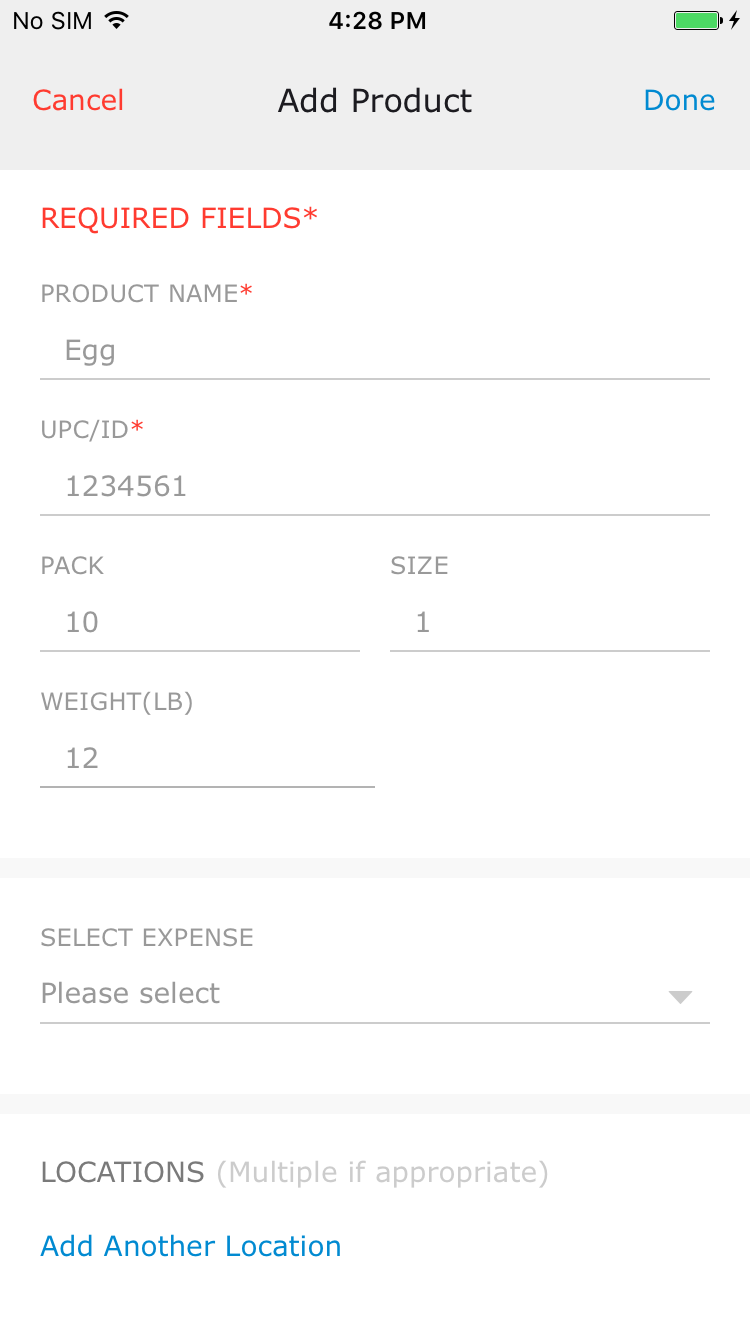 No SIM 4:28 PM
Cancel Add Product Done
REQUIRED FIELDS*
PRODUCT NAME*
Egg
UPC/ID*
1234561
PACK SIZE
10 1
WEIGHT(LB)
12
SELECT EXPENSE
Please select
LOCATIONS (Multiple if appropriate)
Add Another Location